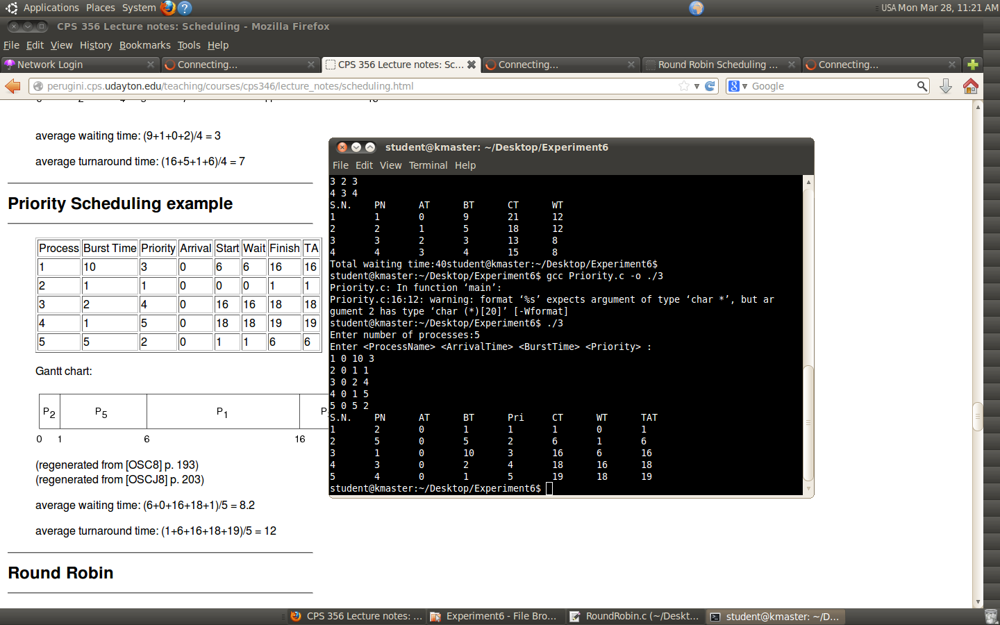 Applications Places System USA Mon Mar 28, 11:21 AM
CPS 356 Lecture notes: Scheduling - Mozilla Firefox
File Edit View History Bookmarks Tools Help
Network Login Connecting... CPS 356 Lecture notes: Sc... Connecting... Round Robin Scheduling ... Connecting...
perugini.cps.udayton.edu/teaching/courses/cps346/lecture_notes/scheduling.html Google
average waiting time: (9+1+0+2)/4 = 3
average turnaround time: (16+5+1+6)/4 = 7
Priority Scheduling example
Process Burst Time Priority Arrival Start Wait Finish TA
1 10 3 0 6 6 16 16
2 1 1 0 0 0 1 1
3 2 4 0 16 16 18 18
4 1 5 0 18 18 19 19
5 5 2 0 1 1 6 6
Gantt chart:
P2 P5 P1
0 1 6 16
(regenerated from [OSC8] p. 193)
(regenerated from [OSCJ8] p. 203)
average waiting time: (6+0+16+18+1)/5 = 8.2
average turnaround time: (1+6+16+18+19)/5 = 12
Round Robin
student@kmaster: ~/Desktop/Experiment6
File Edit View Terminal Help
3 2 3
4 3 4
S.N. PN AT BT CT WT
1 1 0 9 21 12
2 2 1 5 18 12
3 3 2 3 13 8
4 4 3 4 15 8
Total waiting time:40student@kmaster:~/Desktop/Experiment6$
student@kmaster:~/Desktop/Experiment6$ gcc Priority.c -o ./3
Priority.c: In function ‘main’:
Priority.c:16:12: warning: format ‘%s’ expects argument of type ‘char *’, but ar
gument 2 has type ‘char (*)[20]’ [-Wformat]
student@kmaster:~/Desktop/Experiment6$ ./3
Enter number of processes:5
Enter <ProcessName> <ArrivalTime> <BurstTime> <Priority> :
1 0 10 3
2 0 1 1
3 0 2 4
4 0 1 5
5 0 5 2
S.N. PN AT BT Pri CT WT TAT
1 2 0 1 1 1 0 1
2 5 0 5 2 6 1 6
3 1 0 10 3 16 6 16
4 3 0 2 4 18 16 18
5 4 0 1 5 19 18 19
student@kmaster:~/Desktop/Experiment6$
CPS 356 Lecture notes: ... Experiment6 - File Bro... RoundRobin.c (~/Deskt... student@kmaster: ~/D...